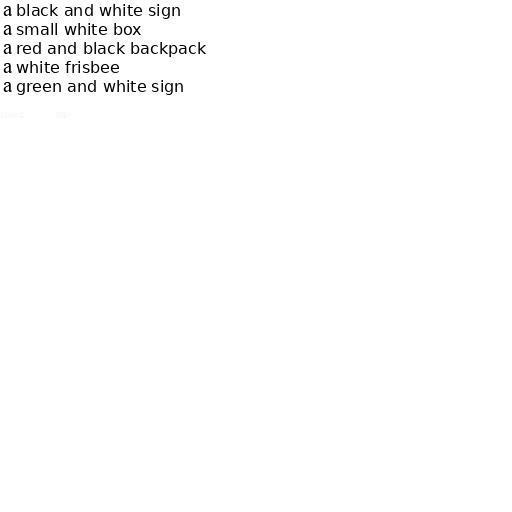 a black and white sign
a small white box
a red and black backpack
a white frisbee
a green and white sign